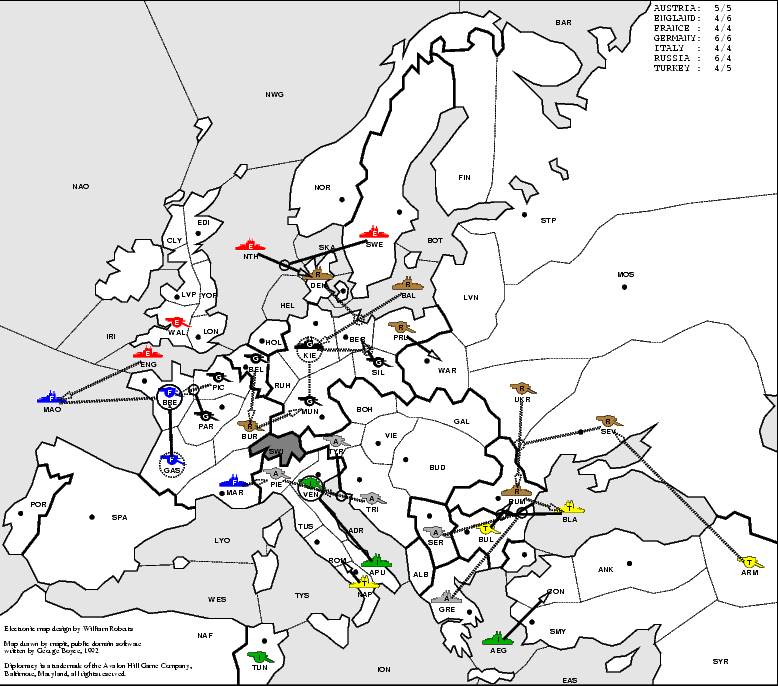 AUSTRIA: 5/5
ENGLAND: 4/6
FRANCE : 4/4
GERMANY: 6/6
ITALY : 4/4
RUSSIA : 6/4
TURKEY : 4/5
BAR
NWG
NAO
NOR
FIN
STP
EDI
CLY
SKA
SWE
BOT
NTH
DEN
MOS
LVP
YOR
HEL
BAL
LVN
IRI
WAL
LON
HOL
KIE
BER
PRU
ENG
BEL
SIL
WAR
PIC
RUH
MAO
BRE
MUN
UKR
PAR
BOH
GAL
SEV
BUR
VIE
SWI
TYR
BUD
GAS
PIE
MAR
VEN
TRI
RUM
POR
SPA
TUS
ADR
SER
BUL
BLA
LYO
ROM
APU
ALB
ANK
ARM
NAP
WES
TYS
GRE
CON
SMY
NAF
TUN
ION
AEG
SYR
EAS
Electronic map design by William Roberts
Map drawn by mapit, public domain software
written by George Boyce, 1992
Diplomacy is a trademark of the Avalon Hill Game Company,
Baltimore, Maryland, all rights reserved